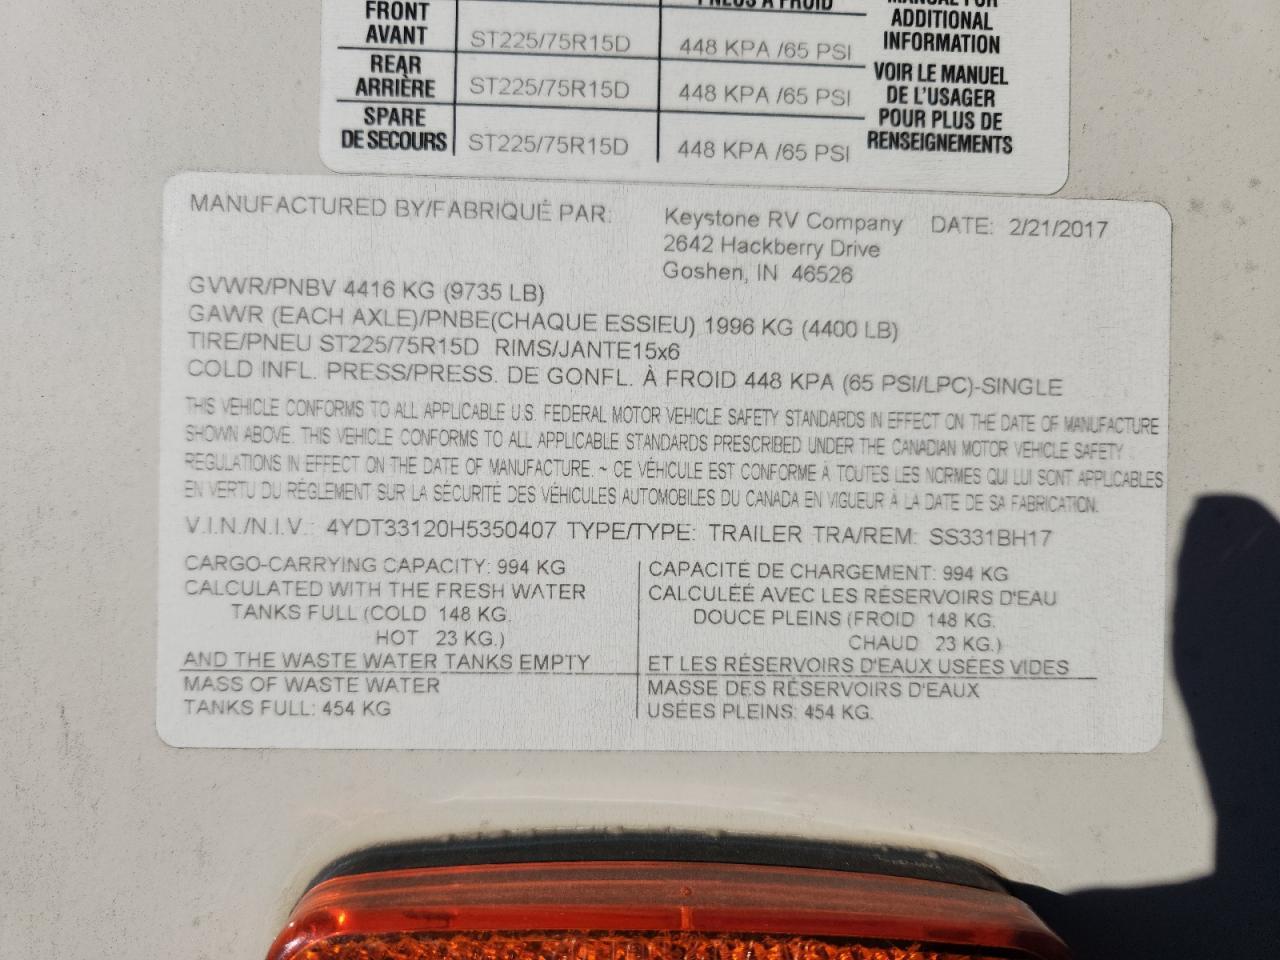 PNEUS À FROID
MANUAL FOR
ADDITIONAL
INFORMATION
FRONT
AVANT
ST225/75R15D
448 KPA /65 PSI
REAR
ARRIÈRE
ST225/75R15D
448 KPA /65 PSI
VOIR LE MANUEL
DE L'USAGER
POUR PLUS DE
RENSEIGNEMENTS
SPARE
DE SECOURS
ST225/75R15D
448 KPA /65 PSI
MANUFACTURED BY/FABRIQUÉ PAR: Keystone RV Company DATE: 2/21/2017
2642 Hackberry Drive
Goshen, IN 46526
GVWR/PNBV 4416 KG (9735 LB)
GAWR (EACH AXLE)/PNBE(CHAQUE ESSIEU) 1996 KG (4400 LB)
TIRE/PNEU ST225/75R15D RIMS/JANTE15x6
COLD INFL. PRESS/PRESS. DE GONFL. À FROID 448 KPA (65 PSI/LPC)-SINGLE
THIS VEHICLE CONFORMS TO ALL APPLICABLE U.S. FEDERAL MOTOR VEHICLE SAFETY STANDARDS IN EFFECT ON THE DATE OF MANUFACTURE
SHOWN ABOVE. THIS VEHICLE CONFORMS TO ALL APPLICABLE STANDARDS PRESCRIBED UNDER THE CANADIAN MOTOR VEHICLE SAFETY
REGULATIONS IN EFFECT ON THE DATE OF MANUFACTURE. ~ CE VÉHICULE EST CONFORME À TOUTES LES NORMES QUI LUI SONT APPLICABLES
EN VERTU DU RÈGLEMENT SUR LA SÉCURITÉ DES VÉHICULES AUTOMOBILES DU CANADA EN VIGUEUR À LA DATE DE SA FABRICATION.
V.I.N./N.I.V.: 4YDT33120H5350407 TYPE/TYPE: TRAILER TRA/REM: SS331BH17
CARGO-CARRYING CAPACITY: 994 KG
CALCULATED WITH THE FRESH WATER
TANKS FULL (COLD 148 KG.
HOT 23 KG.)
AND THE WASTE WATER TANKS EMPTY
MASS OF WASTE WATER
TANKS FULL: 454 KG
CAPACITÉ DE CHARGEMENT: 994 KG
CALCULÉE AVEC LES RÉSERVOIRS D'EAU
DOUCE PLEINS (FROID 148 KG.
CHAUD 23 KG.)
ET LES RÉSERVOIRS D'EAUX USÉES VIDES
MASSE DES RÉSERVOIRS D'EAUX
USÉES PLEINS: 454 KG.